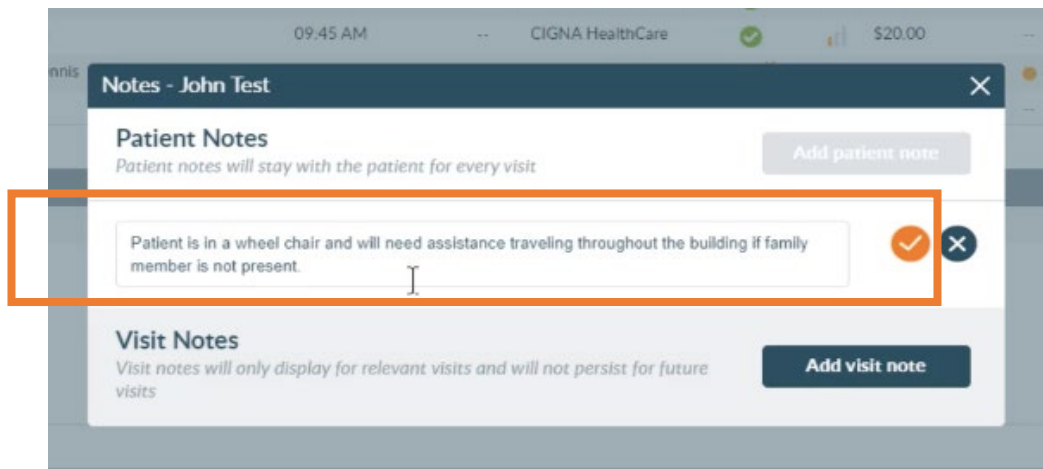 09:45 AM -- CIGNA HealthCare $20.00 --
nnis
Notes - John Test
--
Patient Notes
Add patient note
Patient notes will stay with the patient for every visit
Patient is in a wheel chair and will need assistance traveling throughout the building if family
member is not present.
Visit Notes
Visit notes will only display for relevant visits and will not persist for future
visits
Add visit note